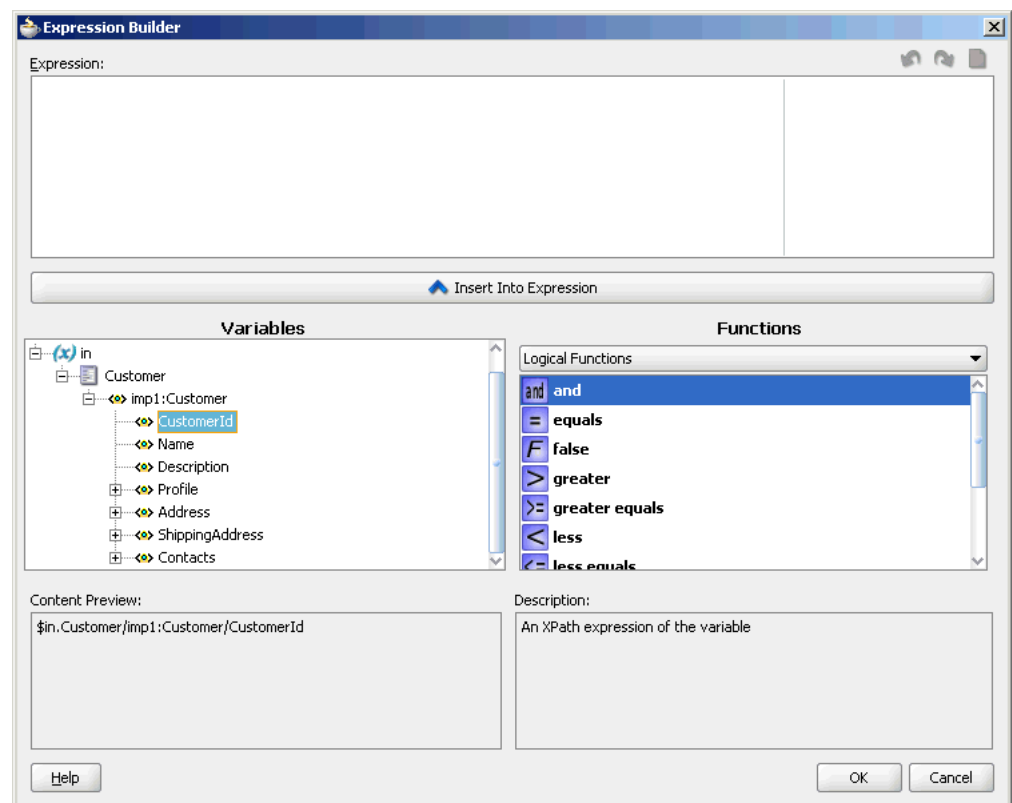 Expression Builder
Expression:
Insert Into Expression
Variables
(x) in
Customer
imp1:Customer
CustomerId
Name
Description
Profile
Address
ShippingAddress
Contacts
Functions
Logical Functions
and and
= equals
F false
> greater
>= greater equals
< less
<= less equals
Content Preview:
$in.Customer/imp1:Customer/CustomerId
Description:
An XPath expression of the variable
Help
OK
Cancel